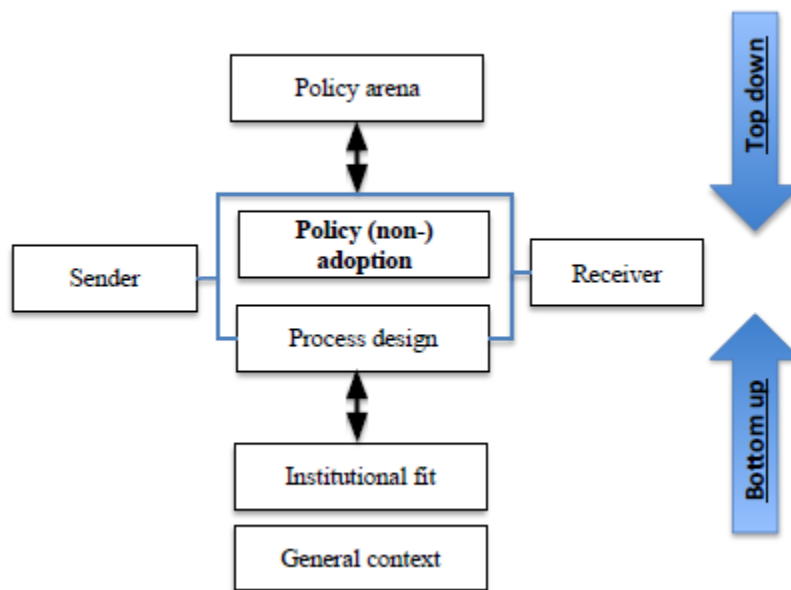 Policy arena
Top down
Policy (non-)
adoption
Sender
Receiver
Process design
Bottom up
Institutional fit
General context